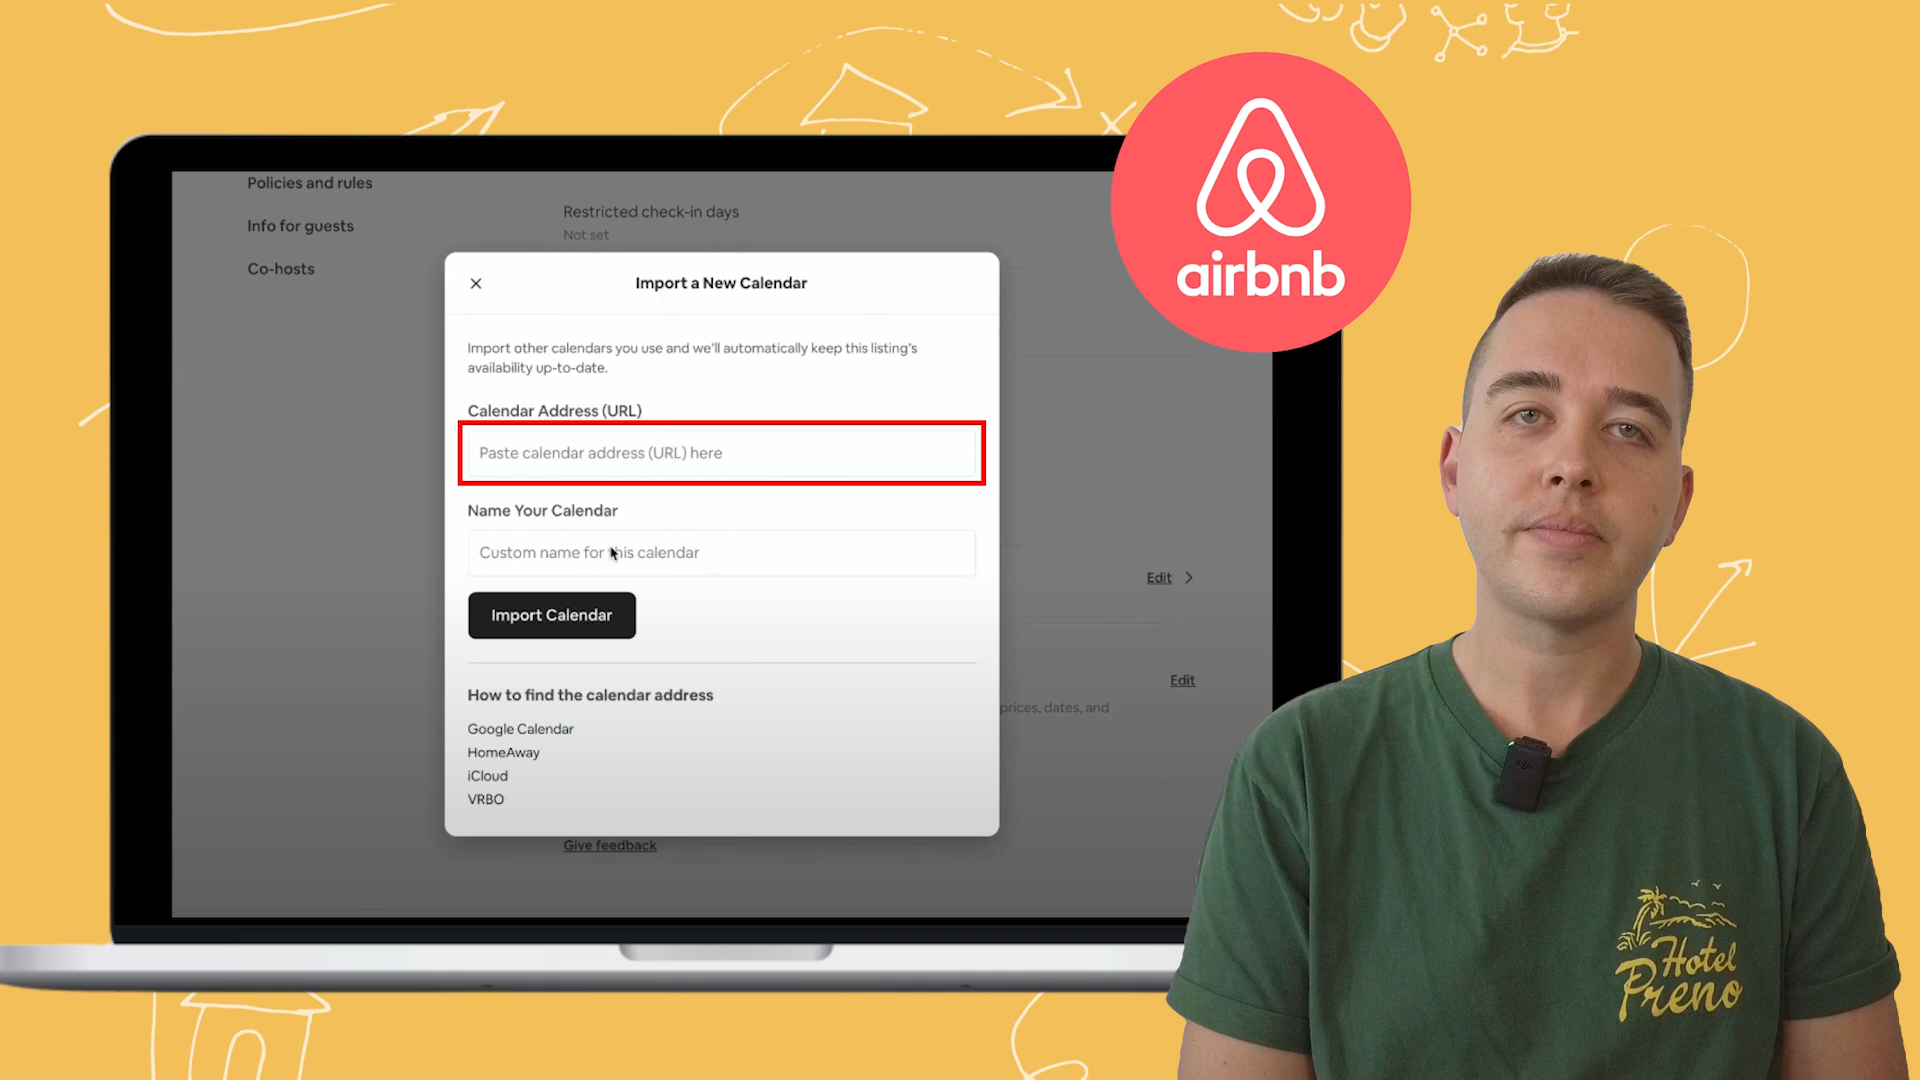 Policies and rules
Info for guests
Co-hosts
Restricted check-in days
Not set
Import a New Calendar
Import other calendars you use and we'll automatically keep this listing's
availability up-to-date.
Calendar Address (URL)
Paste calendar address (URL) here
Name Your Calendar
Custom name for this calendar
Import Calendar
How to find the calendar address
Google Calendar
HomeAway
iCloud
VRBO
Give feedback
Edit
Edit
prices, dates, and
airbnb
dji
Hotel
Preno